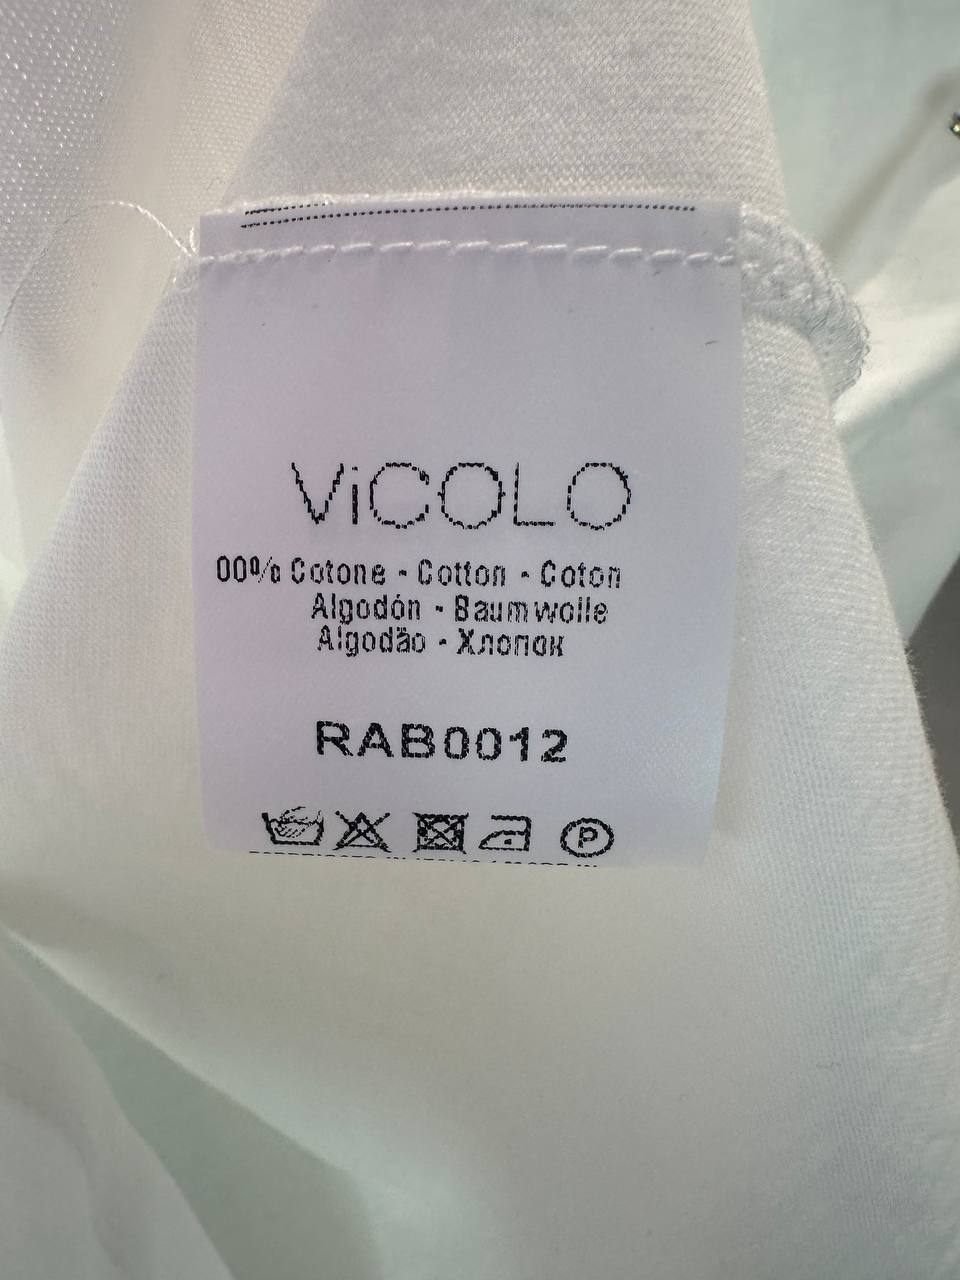 ViCOLO
00% Cotone - Cotton - Coton
Algodón - Baumwolle
Algodão - Хлопок
RAB0012
P